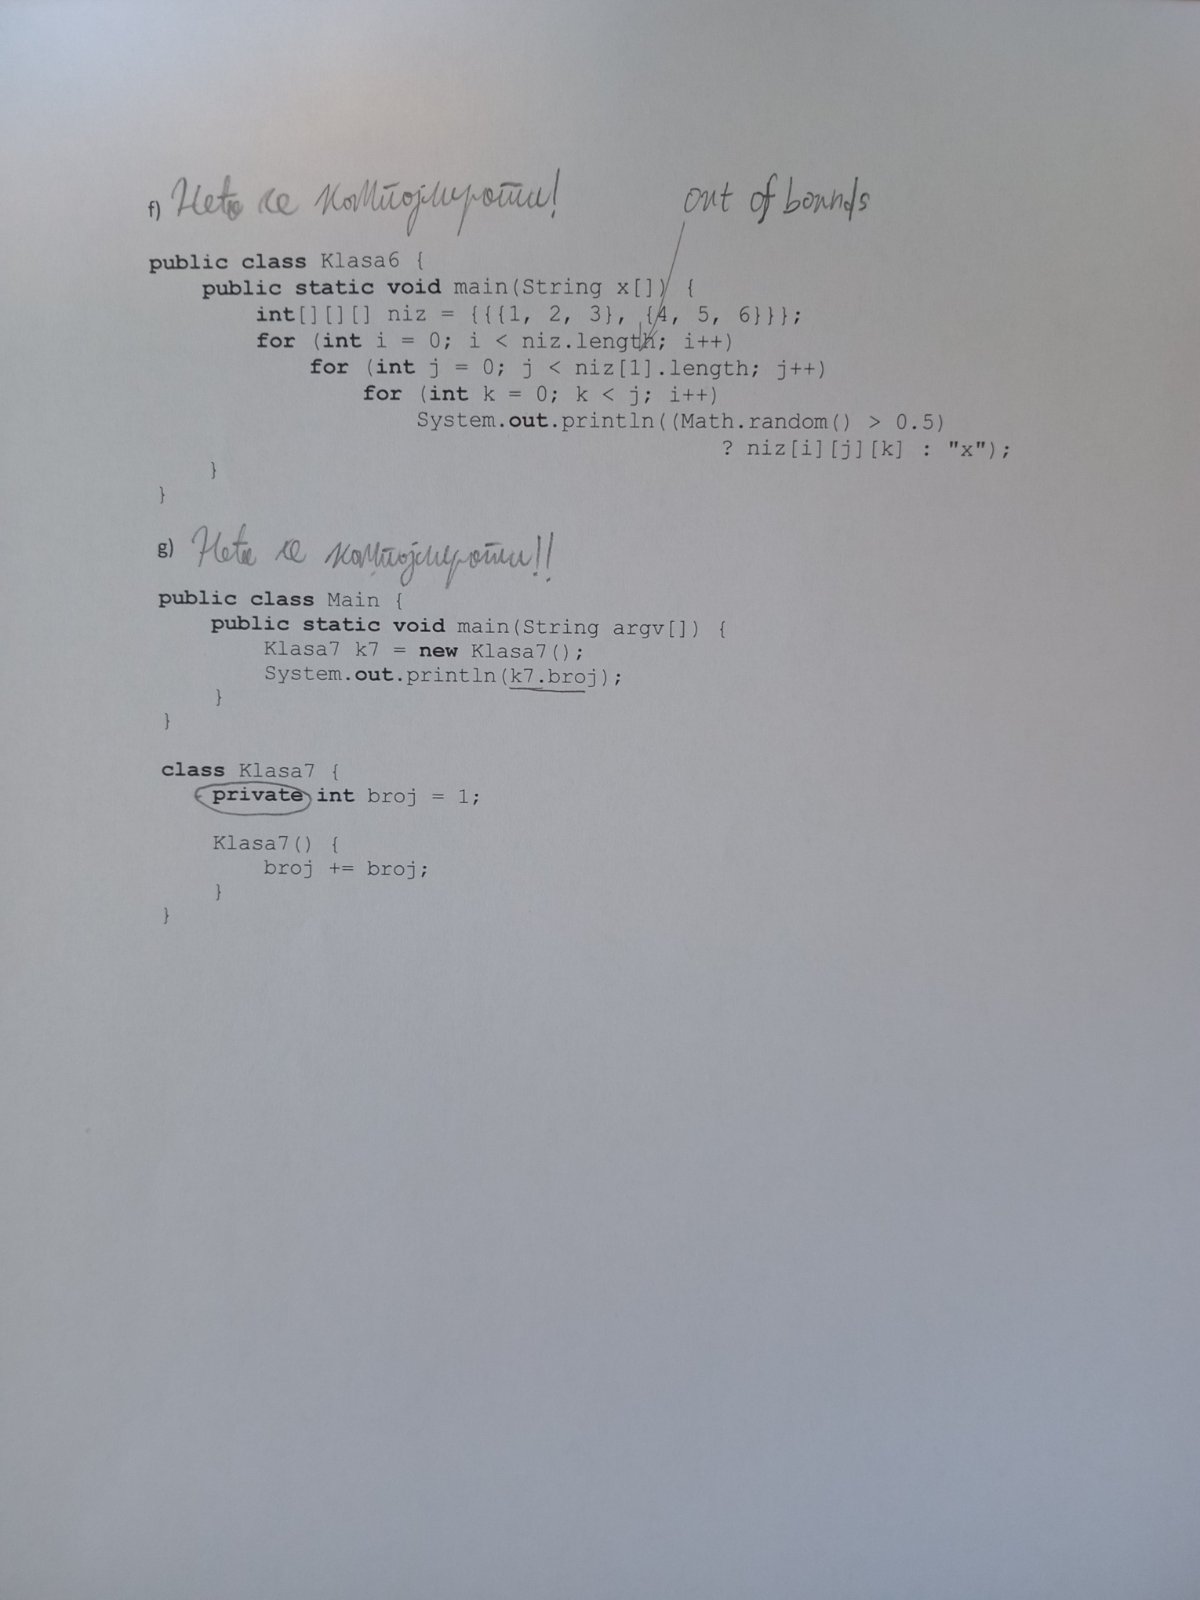 f) Неће се компајлирати! out of bounds
public class Klasa6 {
public static void main(String x[]) {
int[][][] niz = {{{1, 2, 3}, {4, 5, 6}}};
for (int i = 0; i < niz.length; i++)
for (int j = 0; j < niz[1].length; j++)
for (int k = 0; k < j; i++)
System.out.println((Math.random() > 0.5)
? niz[i][j][k] : "x");
}
}
g) Неће се компајлирати!!
public class Main {
public static void main(String argv[]) {
Klasa7 k7 = new Klasa7();
System.out.println(k7.broj);
}
}
class Klasa7 {
private int broj = 1;
Klasa7() {
broj += broj;
}
}